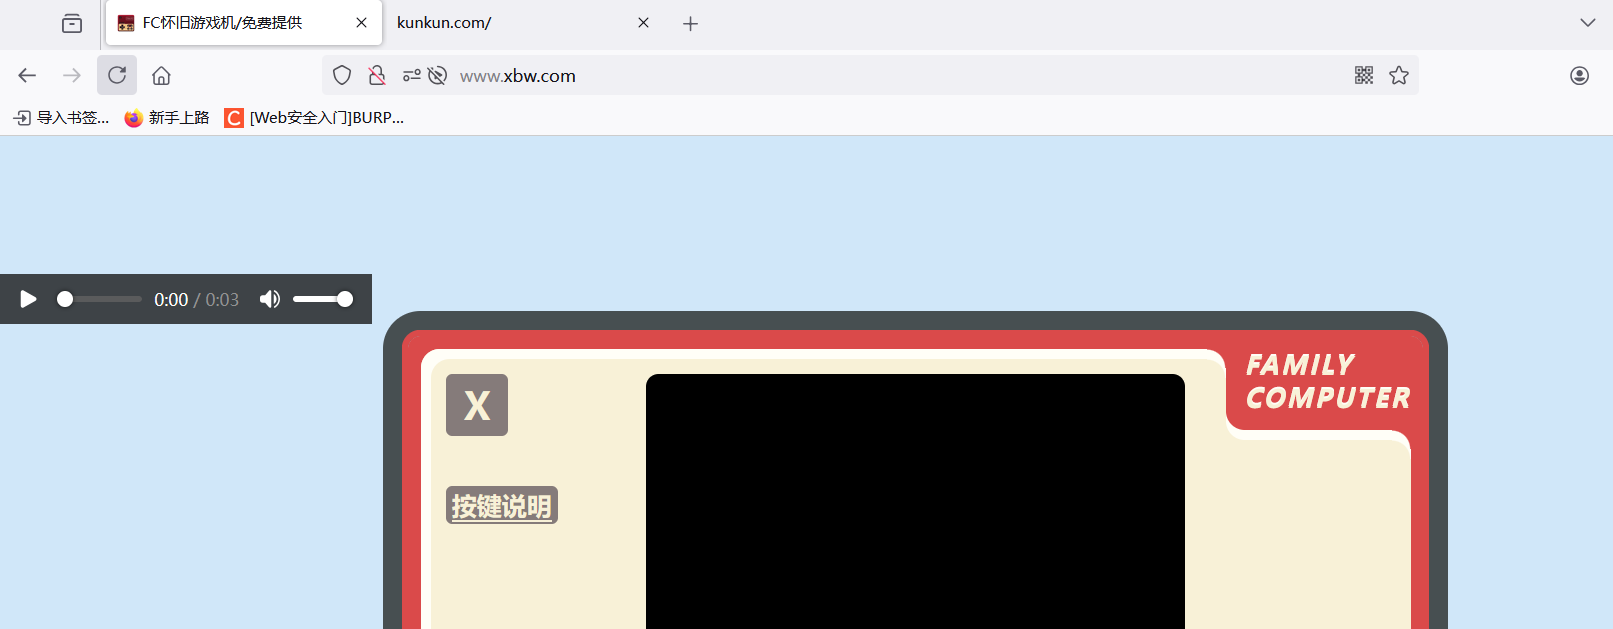 FC怀旧游戏机/免费提供
kunkun.com/
www.xbw.com
导入书签...
新手上路
[Web安全入门]BURP...
0:00 / 0:03
FAMILY
COMPUTER
X
按键说明